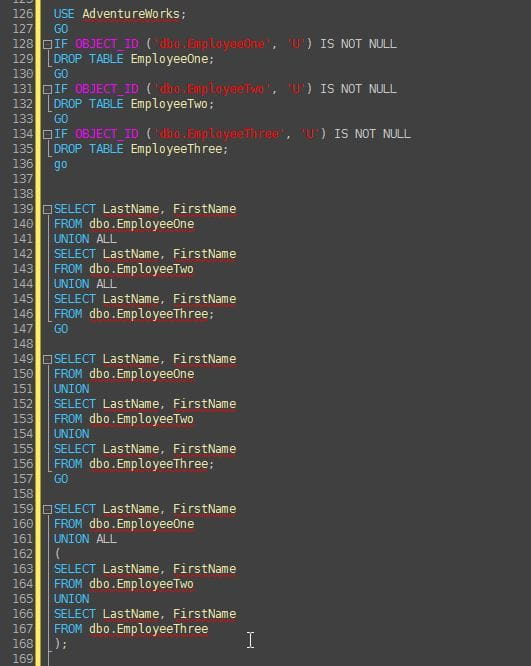 125
126 USE AdventureWorks;
127 GO
128 IF OBJECT_ID ('dbo.EmployeeOne', 'U') IS NOT NULL
129 DROP TABLE EmployeeOne;
130 GO
131 IF OBJECT_ID ('dbo.EmployeeTwo', 'U') IS NOT NULL
132 DROP TABLE EmployeeTwo;
133 GO
134 IF OBJECT_ID ('dbo.EmployeeThree', 'U') IS NOT NULL
135 DROP TABLE EmployeeThree;
136 go
137
138
139 SELECT LastName, FirstName
140 FROM dbo.EmployeeOne
141 UNION ALL
142 SELECT LastName, FirstName
143 FROM dbo.EmployeeTwo
144 UNION ALL
145 SELECT LastName, FirstName
146 FROM dbo.EmployeeThree;
147 GO
148
149 SELECT LastName, FirstName
150 FROM dbo.EmployeeOne
151 UNION
152 SELECT LastName, FirstName
153 FROM dbo.EmployeeTwo
154 UNION
155 SELECT LastName, FirstName
156 FROM dbo.EmployeeThree;
157 GO
158
159 SELECT LastName, FirstName
160 FROM dbo.EmployeeOne
161 UNION ALL
162 (
163 SELECT LastName, FirstName
164 FROM dbo.EmployeeTwo
165 UNION
166 SELECT LastName, FirstName
167 FROM dbo.EmployeeThree
168 );
169